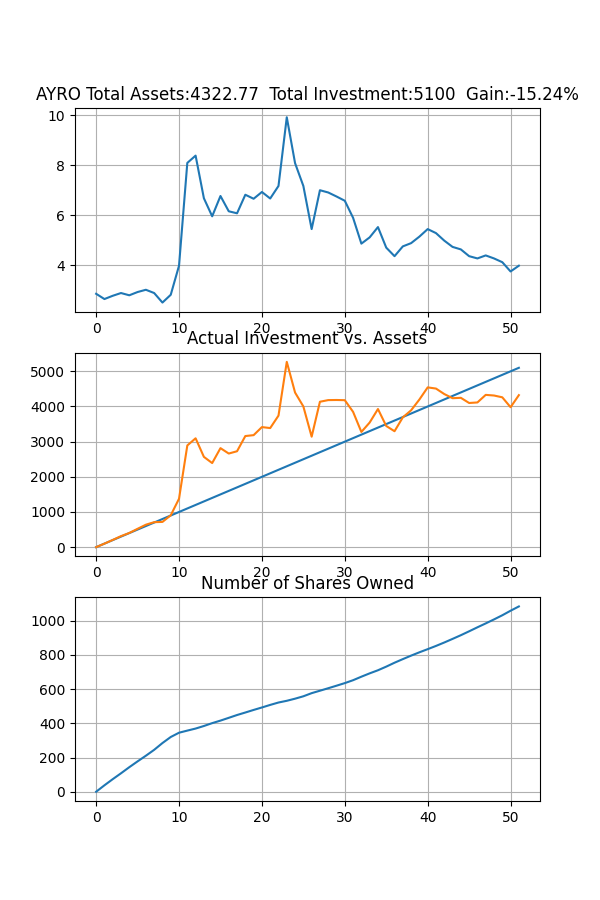 AYRO Total Assets:4322.77  Total Investment:5100  Gain:-15.24%
10
8
6
4
0 10 20 30 40 50
Actual Investment vs. Assets
5000
4000
3000
2000
1000
0
0 10 20 30 40 50
Number of Shares Owned
1000
800
600
400
200
0
0 10 20 30 40 50